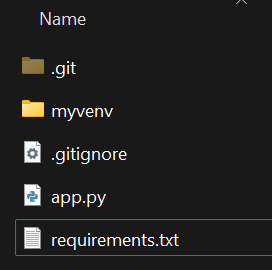 Name
.git
myvenv
.gitignore
app.py
requirements.txt